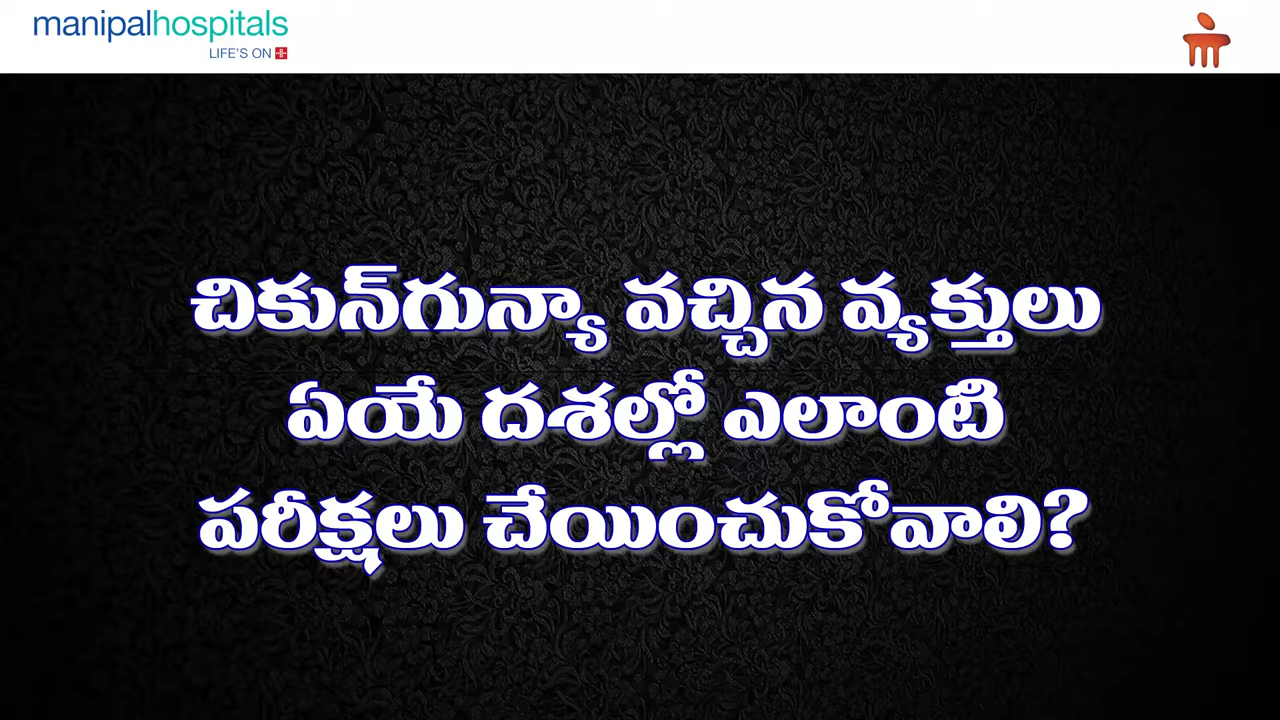 manipalhospitals
LIFE'S ON
చికున్‌గున్యా వచ్చిన వ్యక్తులు
ఏయే దశల్లో ఎలాంటి
పరీక్షలు చేయించుకోవాలి?